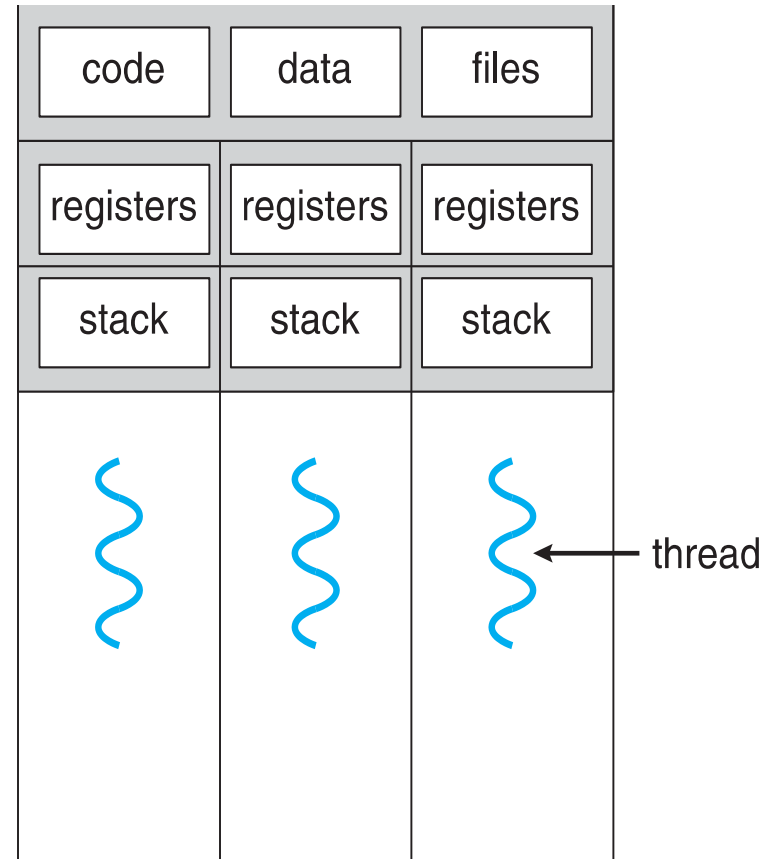 code data files
registers registers registers
stack stack stack
thread